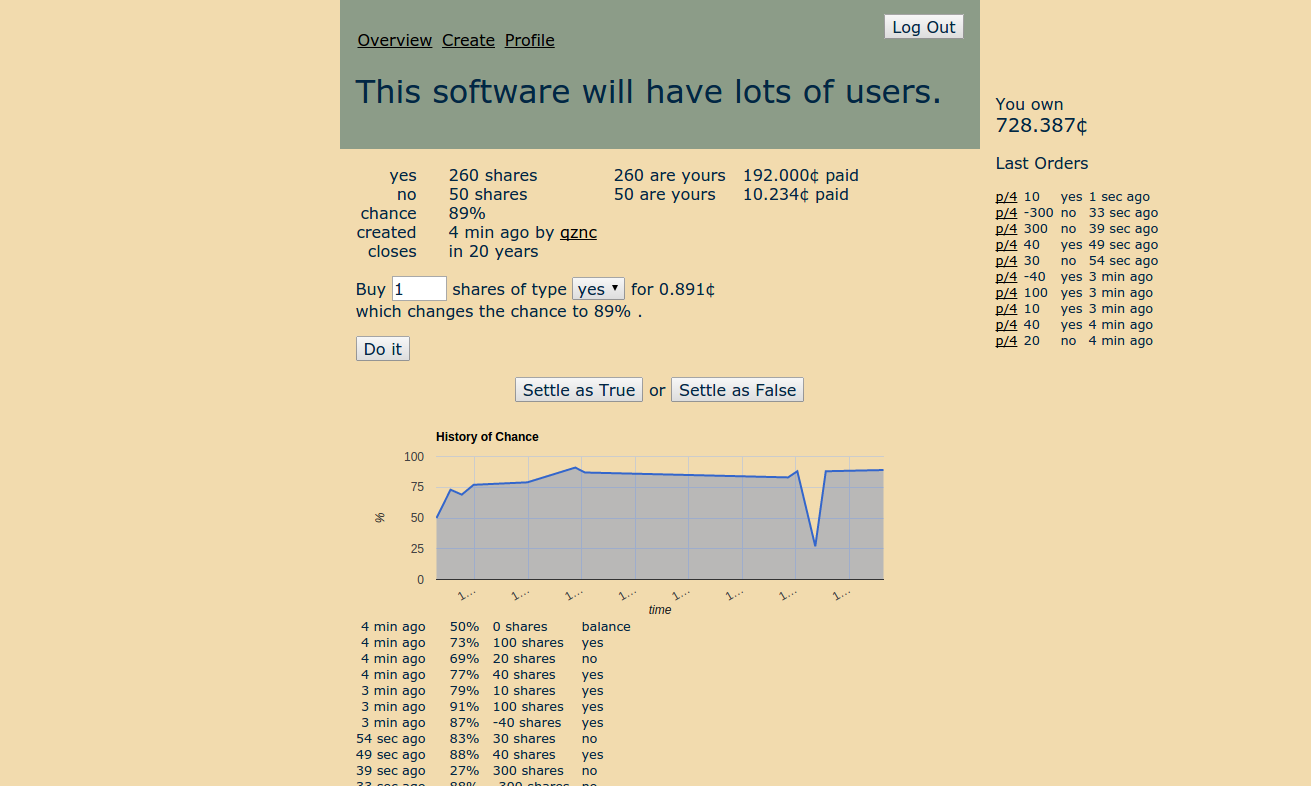 Log Out
Overview Create Profile
This software will have lots of users.
yes 260 shares 260 are yours 192.000¢ paid
no 50 shares 50 are yours 10.234¢ paid
chance 89%
created 4 min ago by qznc
closes in 20 years
Buy 1 shares of type yes for 0.891¢
which changes the chance to 89% .
Do it
Settle as True or Settle as False
History of Chance
100
75
50
25
0
%
1... 1... 1... 1... 1... 1... 1... 1...
time
4 min ago 50% 0 shares balance
4 min ago 73% 100 shares yes
4 min ago 69% 20 shares no
4 min ago 77% 40 shares yes
3 min ago 79% 10 shares yes
3 min ago 91% 100 shares yes
3 min ago 87% -40 shares yes
54 sec ago 83% 30 shares no
49 sec ago 88% 40 shares yes
39 sec ago 27% 300 shares no
33 sec ago 88% -300 shares no
You own
728.387¢
Last Orders
p/4 10 yes 1 sec ago
p/4 -300 no 33 sec ago
p/4 300 no 39 sec ago
p/4 40 yes 49 sec ago
p/4 30 no 54 sec ago
p/4 -40 yes 3 min ago
p/4 100 yes 3 min ago
p/4 10 yes 3 min ago
p/4 40 yes 4 min ago
p/4 20 no 4 min ago